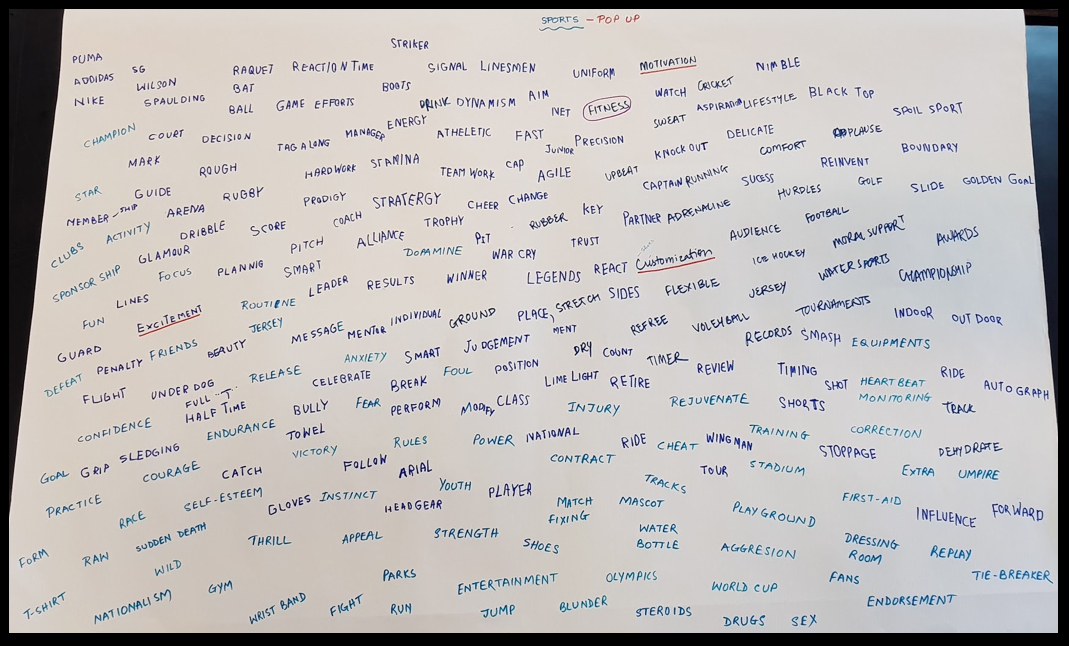 SPORTS - POP UP
STRIKER
PUMA
ADDIDAS SG RAQUET REACTION TIME SIGNAL LINESMEN UNIFORM MOTIVATION NIMBLE
NIKE WILSON BAT BOOTS WATCH CRICKET
SPAULDING BALL GAME EFFORTS DRINK DYNAMISM AIM NET FITNESS ASPIRATION LIFESTYLE BLACK TOP
CHAMPION COURT DECISION TAG ALONG MANAGER ENERGY ATHELETIC FAST JUNIOR PRECISION SWEAT DELICATE APPLAUSE SPOIL SPORT
MARK ROUGH HARDWORK STAMINA TEAM WORK CAP AGILE UPBEAT KNOCK OUT COMFORT REINVENT BOUNDARY
STAR GUIDE RUGBY PRODIGY STRATERGY CHEER CHANGE CAPTAIN RUNNING SUCESS HURDLES GOLF SLIDE GOLDEN GOAL
MEMBER-SHIP ARENA SCORE COACH TROPHY RUBBER KEY PARTNER ADRENALINE FOOTBALL
CLUBS ACTIVITY DRIBBLE PITCH ALLIANCE PIT TRUST AUDIENCE MORAL SUPPORT AWARDS
SPONSOR SHIP GLAMOUR FOCUS PLANNIG SMART DOPAMINE WAR CRY Customization ICE HOCKEY WATER SPORTS CHAMPIONSHIP
LINES ROUTIENE LEADER RESULTS WINNER LEGENDS REACT
FUN EXCITEMENT JERSEY MESSAGE MENTOR INDIVIDUAL GROUND PLACE, STRETCH SIDES FLEXIBLE JERSEY TOURNAMENTS INDOOR OUT DOOR
GUARD PENALTY FRIENDS BEAUTY ANXIETY SMART JUDGEMENT MENT REFREE VOLEYBALL RECORDS SMASH EQUIPMENTS
DEFEAT FLIGHT UNDER DOG RELEASE CELEBRATE BREAK FOUL POSITION DRY COUNT TIMER REVIEW TIMING RIDE
FULL T HALF TIME LIME LIGHT RETIRE SHOT HEART BEAT MONITORING AUTOGRAPH
CONFIDENCE ENDURANCE BULLY FEAR PERFORM MODIFY CLASS INJURY REJUVENATE SHORTS TRACK
GOAL GRIP SLEDGING TOWEL VICTORY RULES POWER NATIONAL RIDE CHEAT WINGMAN TRAINING CORRECTION STOPPAGE DEHYDRATE
PRACTICE COURAGE CATCH FOLLOW ARIAL CONTRACT TOUR STADIUM EXTRA UMPIRE
RACE SELF-ESTEEM GLOVES INSTINCT HEADGEAR YOUTH PLAYER TRACKS FIRST-AID INFLUENCE FORWARD
FORM RAW SUDDEN DEATH THRILL APPEAL STRENGTH MATCH FIXING MASCOT PLAYGROUND
WILD SHOES WATER BOTTLE AGGRESION DRESSING ROOM REPLAY
T-SHIRT NATIONALISM GYM PARKS ENTERTAINMENT OLYMPICS WORLD CUP FANS TIE-BREAKER
WRIST BAND FIGHT RUN JUMP BLUNDER STEROIDS ENDORSEMENT
DRUGS SEX